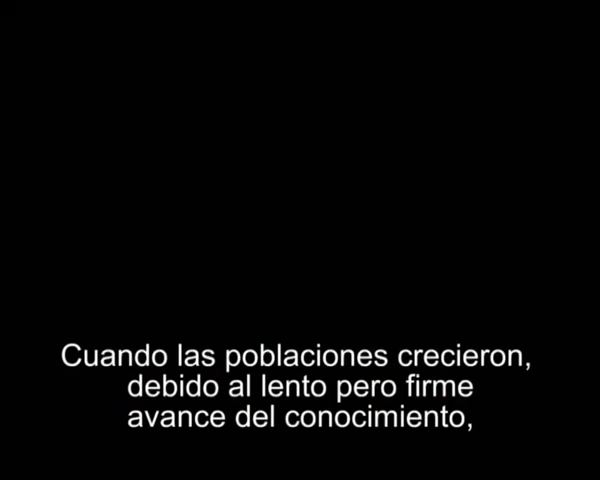 Cuando las poblaciones crecieron,
debido al lento pero firme
avance del conocimiento,